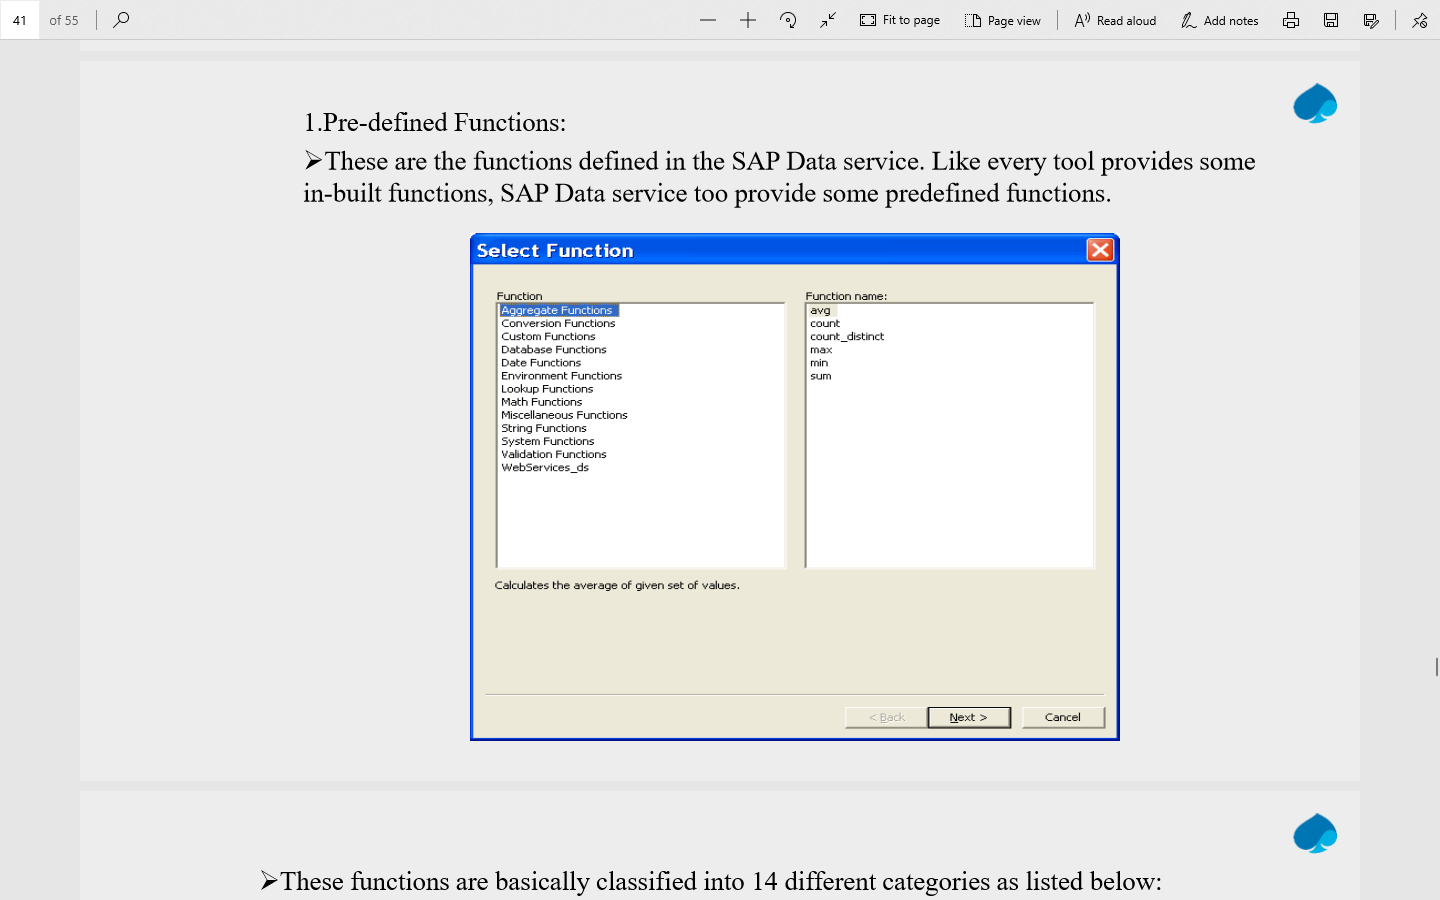 41 of 55 Fit to page Page view Read aloud Add notes
1.Pre-defined Functions:
➢These are the functions defined in the SAP Data service. Like every tool provides some
in-built functions, SAP Data service too provide some predefined functions.
Select Function
Function
Aggregate Functions
Conversion Functions
Custom Functions
Database Functions
Date Functions
Environment Functions
Lookup Functions
Math Functions
Miscellaneous Functions
String Functions
System Functions
Validation Functions
WebServices_ds
Function name:
avg
count
count_distinct
max
min
sum
Calculates the average of given set of values.
< Back Next > Cancel
➢These functions are basically classified into 14 different categories as listed below: